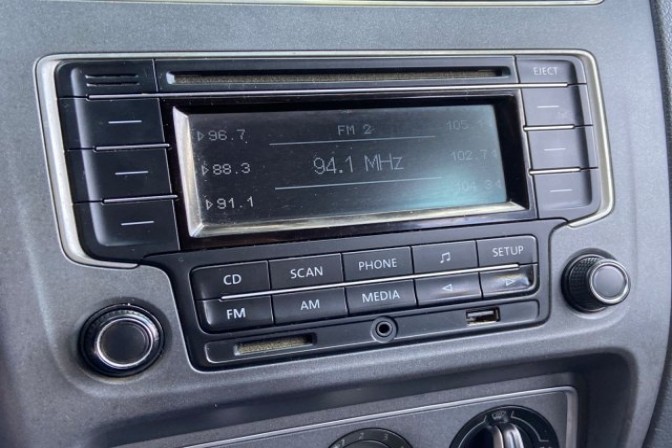 EJECT
96.7 FM 2
88.3 94.1 MHz 102.7
91.1
CD SCAN PHONE SETUP
FM AM MEDIA